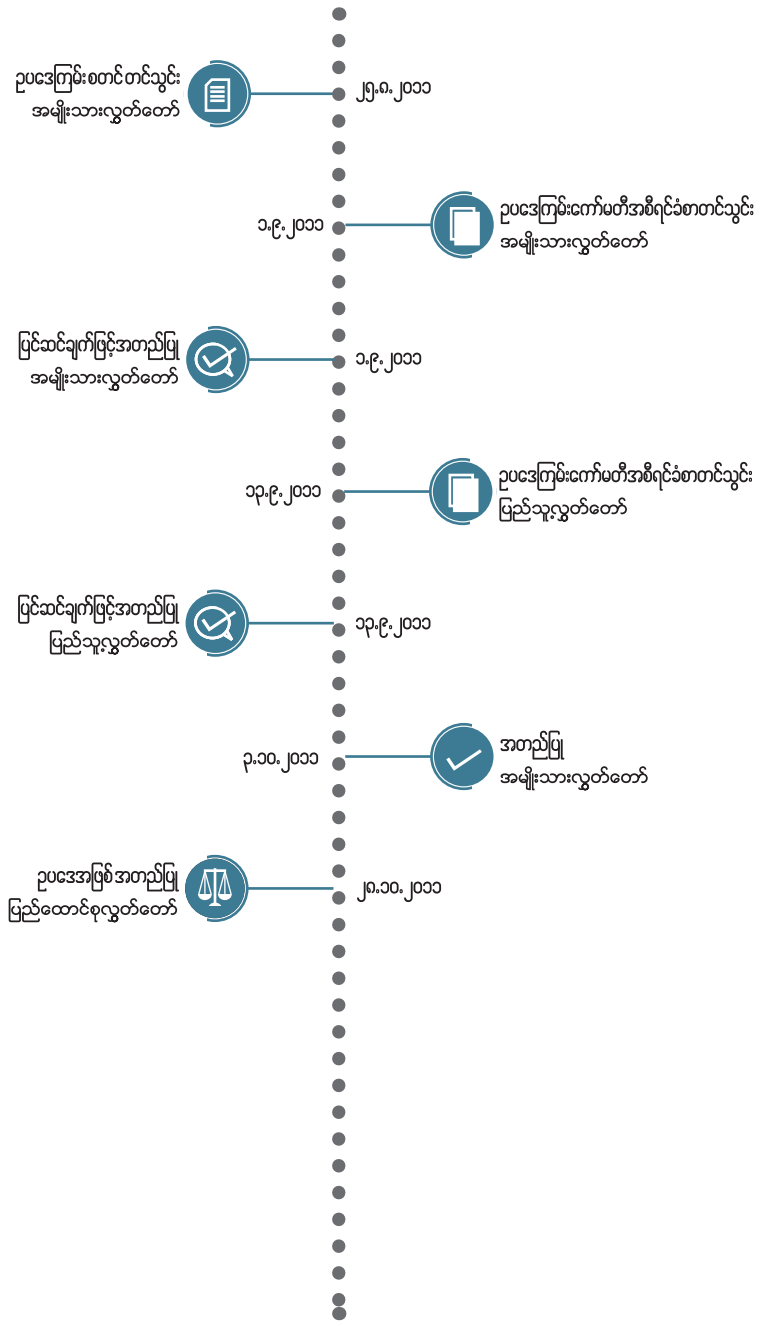 ဥပဒေကြမ်းစတင်တင်သွင်း
အမျိုးသားလွှတ်တော်
၂၅.၈.၂၀၁၁
၁.၉.၂၀၁၁
ဥပဒေကြမ်းကော်မတီအစီရင်ခံစာတင်သွင်း
အမျိုးသားလွှတ်တော်
ပြင်ဆင်ချက်ဖြင့်အတည်ပြု
အမျိုးသားလွှတ်တော်
၁.၉.၂၀၁၁
၁၃.၉.၂၀၁၁
ဥပဒေကြမ်းကော်မတီအစီရင်ခံစာတင်သွင်း
ပြည်သူ့လွှတ်တော်
ပြင်ဆင်ချက်ဖြင့်အတည်ပြု
ပြည်သူ့လွှတ်တော်
၁၃.၉.၂၀၁၁
၃.၁၀.၂၀၁၁
အတည်ပြု
အမျိုးသားလွှတ်တော်
ဥပဒေအဖြစ်အတည်ပြု
ပြည်ထောင်စုလွှတ်တော်
၂၈.၁၀.၂၀၁၁